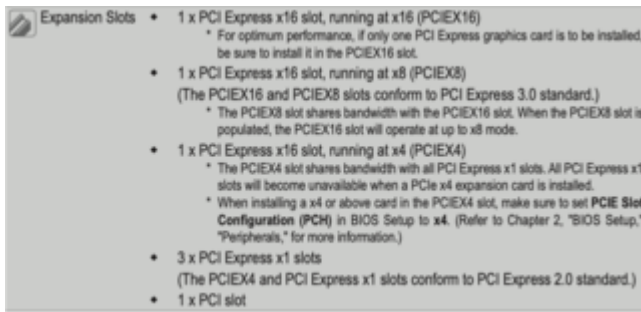 Expansion Slots ◆ 1 x PCI Express x16 slot, running at x16 (PCIEX16)
* For optimum performance, if only one PCI Express graphics card is to be installed,
be sure to install it in the PCIEX16 slot.
◆ 1 x PCI Express x16 slot, running at x8 (PCIEX8)
(The PCIEX16 and PCIEX8 slots conform to PCI Express 3.0 standard.)
* The PCIEX8 slot shares bandwidth with the PCIEX16 slot. When the PCIEX8 slot is
populated, the PCIEX16 slot will operate at up to x8 mode.
◆ 1 x PCI Express x16 slot, running at x4 (PCIEX4)
* The PCIEX4 slot shares bandwidth with all PCI Express x1 slots. All PCI Express x1
slots will become unavailable when a PCIe x4 expansion card is installed.
* When installing a x4 or above card in the PCIEX4 slot, make sure to set PCIE Slot
Configuration (PCH) in BIOS Setup to x4. (Refer to Chapter 2, "BIOS Setup,"
"Peripherals," for more information.)
◆ 3 x PCI Express x1 slots
(The PCIEX4 and PCI Express x1 slots conform to PCI Express 2.0 standard.)
◆ 1 x PCI slot